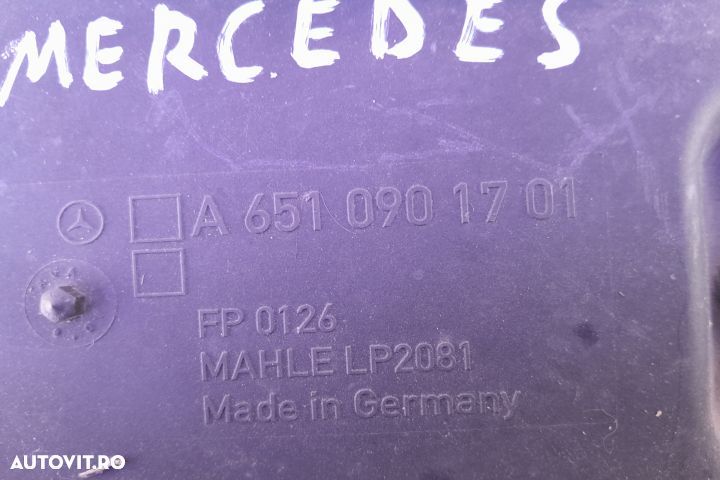 MERCEDES
A 651 090 17 01
FP 0126
MAHLE LP2081
Made in Germany
AUTOVIT.RO